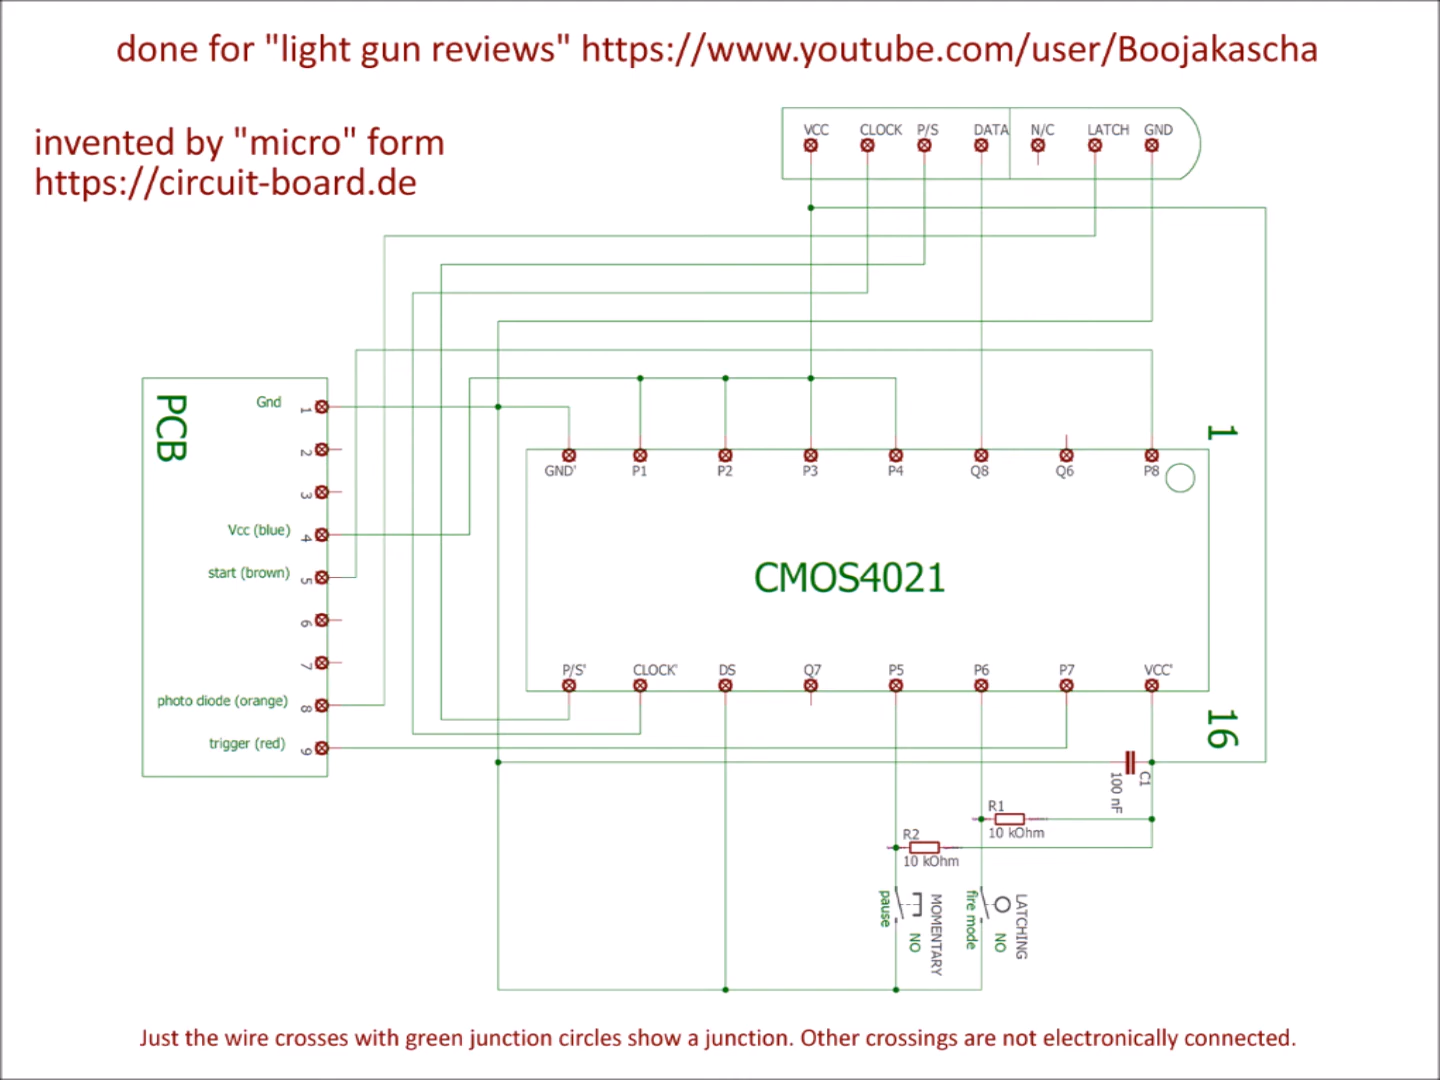 done for "light gun reviews" https://www.youtube.com/user/Boojakascha
invented by "micro" form
https://circuit-board.de
VCC CLOCK P/S DATA N/C LATCH GND
PCB
Gnd 1
2
3
Vcc (blue) 4
start (brown) 5
6
7
photo diode (orange) 8
trigger (red) 9
1
GND' P1 P2 P3 P4 Q8 Q6 P8
CMOS4021
P/S' CLOCK' DS Q7 P5 P6 P7 VCC'
16
C1
100 nF
R1
10 kOhm
R2
10 kOhm
pause
MOMENTARY
NO
fire mode
LATCHING
NO
Just the wire crosses with green junction circles show a junction. Other crossings are not electronically connected.